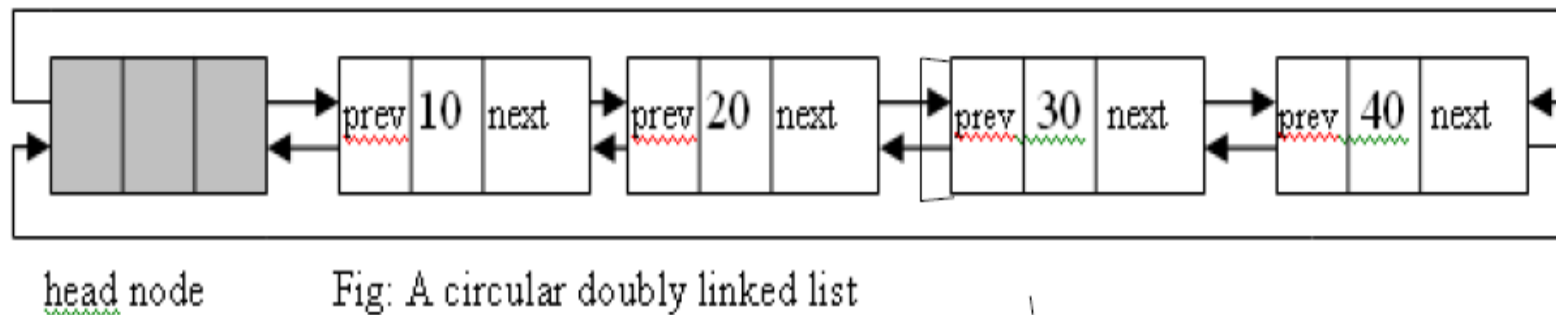 prev 10 next prev 20 next prev 30 next prev 40 next
head node Fig: A circular doubly linked list